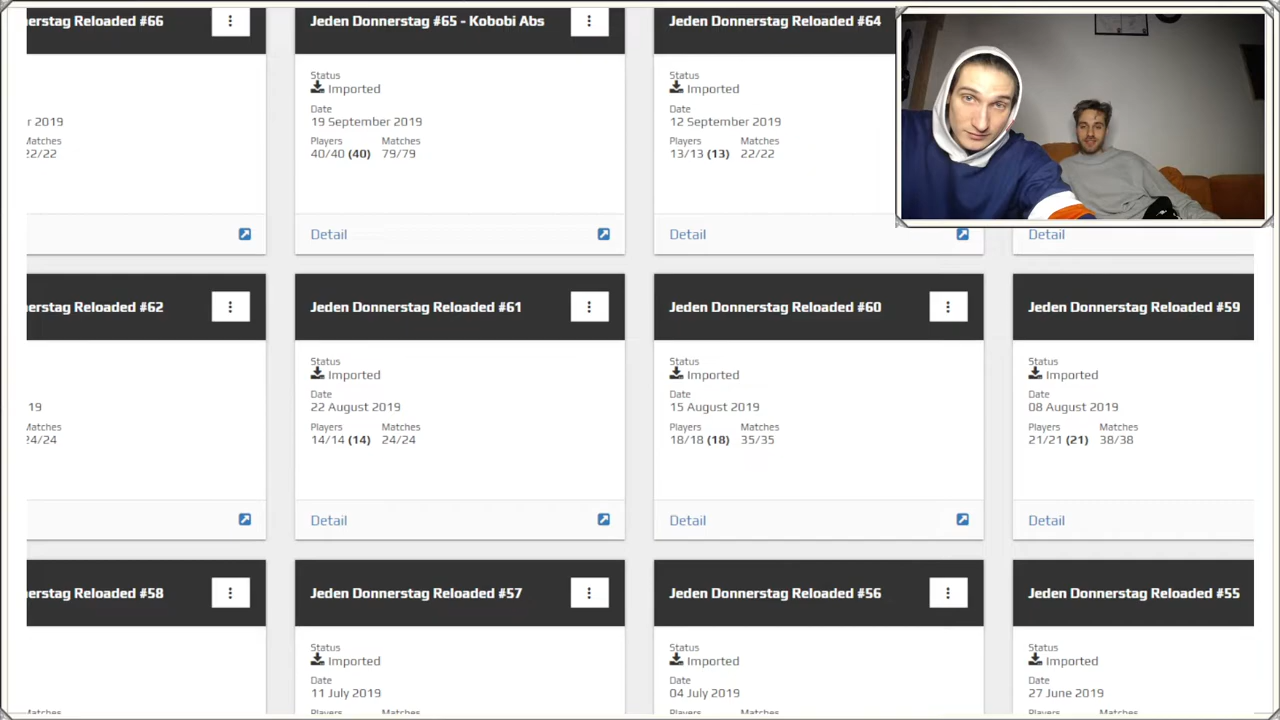 erstag Reloaded #66
Jeden Donnerstag #65 - Kobobi Abs
Jeden Donnerstag Reloaded #64
r 2019
22/22
Status
Imported
Date
19 September 2019
Players Matches
40/40 (40) 79/79
Status
Imported
Date
12 September 2019
Players Matches
13/13 (13) 22/22
Detail
Detail
Detail
erstag Reloaded #62
Jeden Donnerstag Reloaded #61
Jeden Donnerstag Reloaded #60
Jeden Donnerstag Reloaded #59
19
Matches
24/24
Status
Imported
Date
22 August 2019
Players Matches
14/14 (14) 24/24
Status
Imported
Date
15 August 2019
Players Matches
18/18 (18) 35/35
Status
Imported
Date
08 August 2019
Players Matches
21/21 (21) 38/38
Detail
Detail
Detail
erstag Reloaded #58
Jeden Donnerstag Reloaded #57
Jeden Donnerstag Reloaded #56
Jeden Donnerstag Reloaded #55
Matches
Status
Imported
Date
11 July 2019
Players Matches
Status
Imported
Date
04 July 2019
Players Matches
Status
Imported
Date
27 June 2019
Players Matches